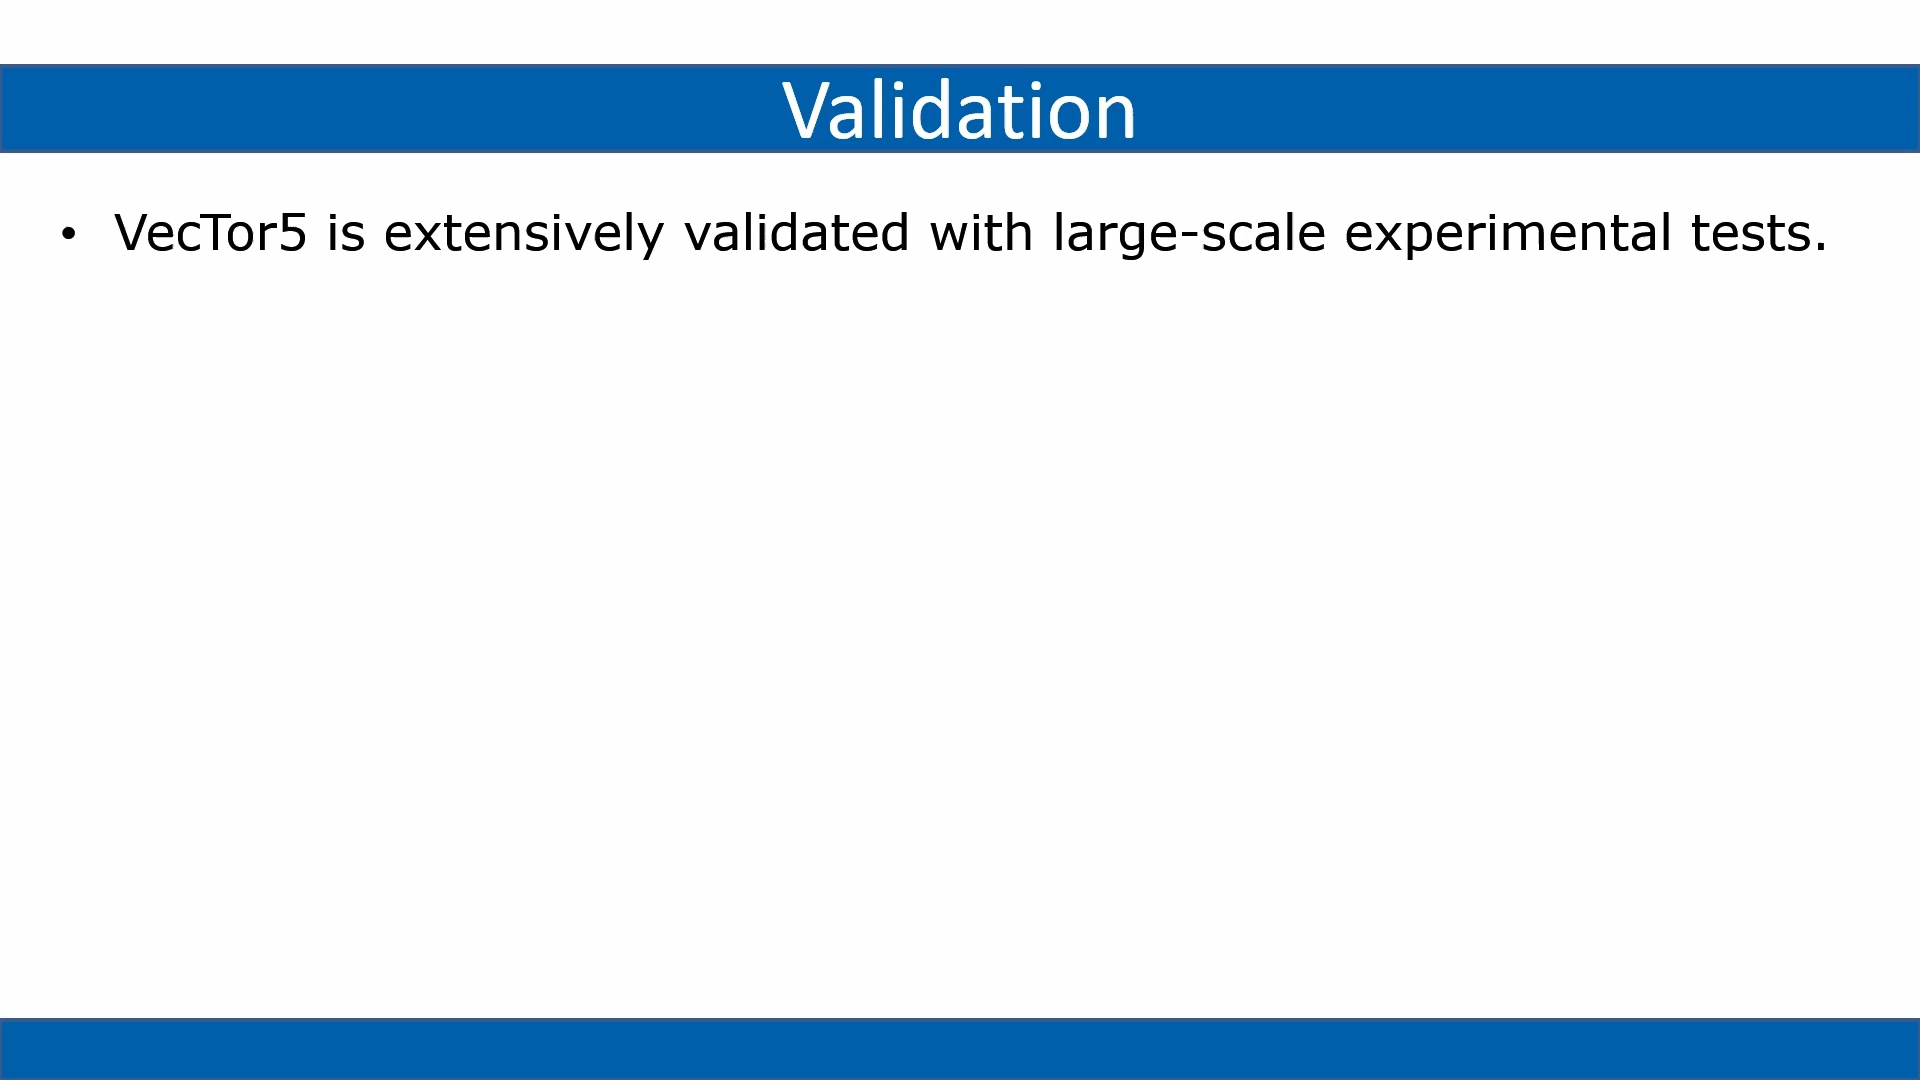 Validation
• VecTor5 is extensively validated with large-scale experimental tests.